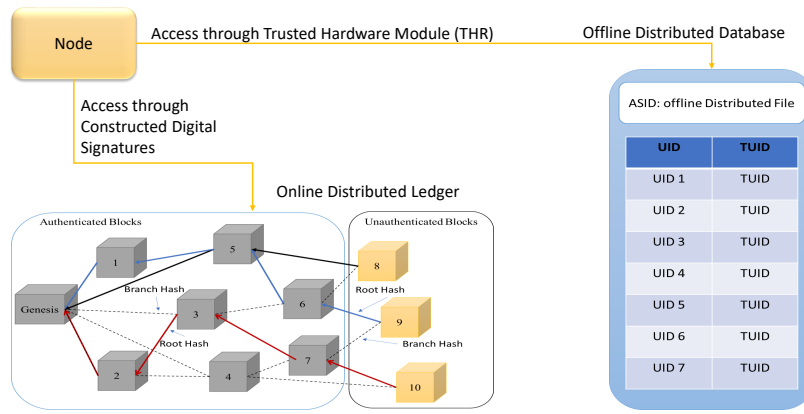 Node
Access through Trusted Hardware Module (THR)
Offline Distributed Database
Access through
Constructed Digital
Signatures
ASID: offline Distributed File
UID TUID
UID 1 TUID
UID 2 TUID
UID 3 TUID
UID 4 TUID
UID 5 TUID
UID 6 TUID
UID 7 TUID
Online Distributed Ledger
Authenticated Blocks
Unauthenticated Blocks
1
5
8
Branch Hash
Root Hash
Genesis
3
6
9
Root Hash
Branch Hash
2
4
7
10